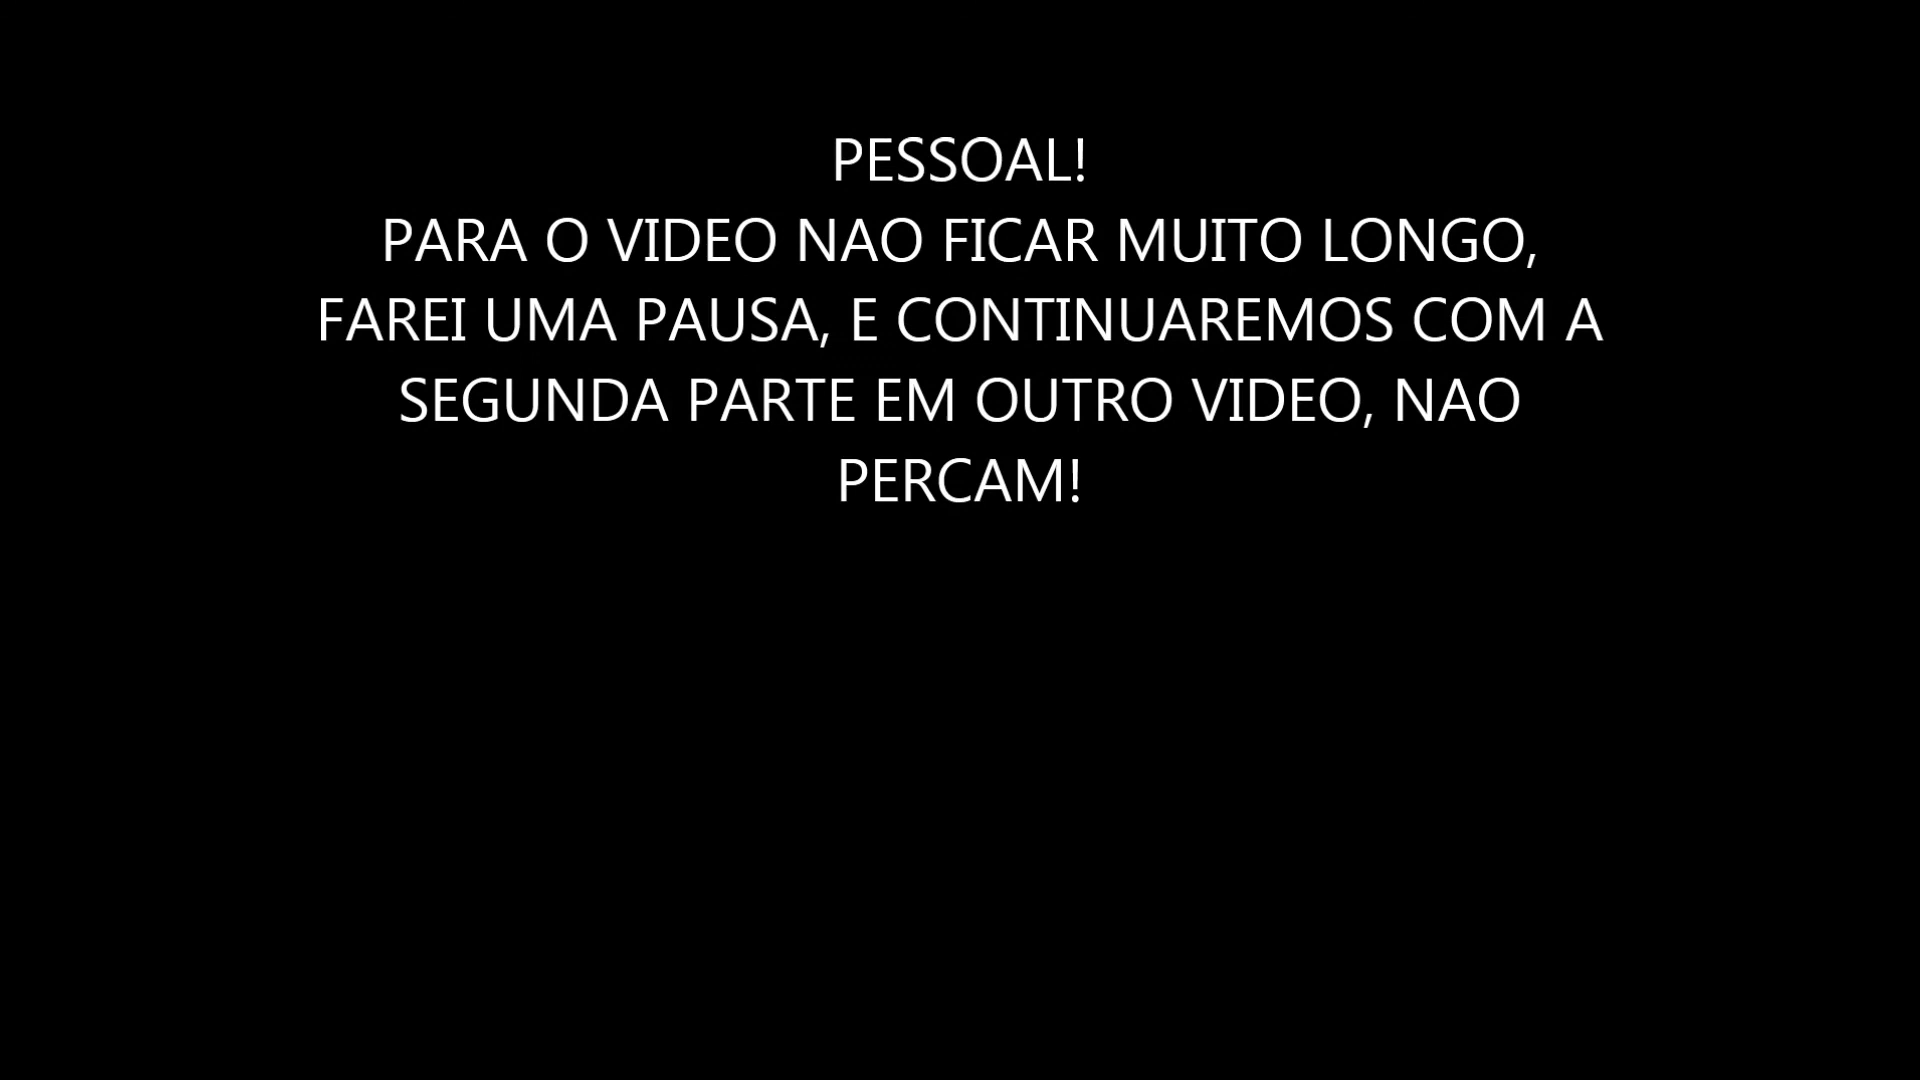 PESSOAL!
PARA O VIDEO NAO FICAR MUITO LONGO,
FAREI UMA PAUSA, E CONTINUAREMOS COM A
SEGUNDA PARTE EM OUTRO VIDEO, NAO
PERCAM!